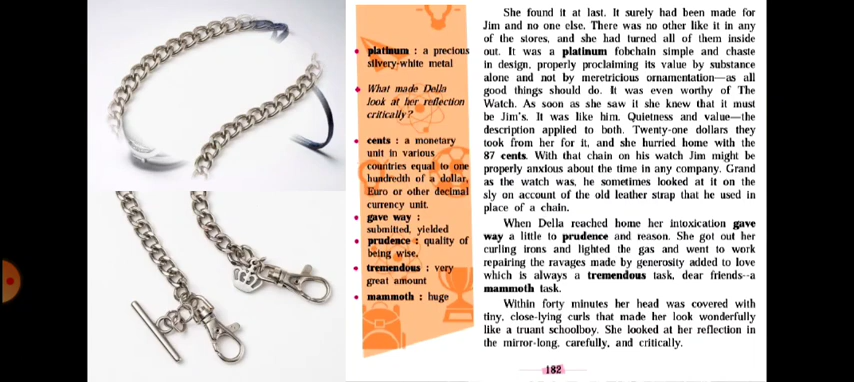 • platinum : a precious
silvery-white metal
• What made Della
look at her reflection
critically?
• cents : a monetary
unit in various
countries equal to one
hundredth of a dollar,
Euro or other decimal
currency unit.
• gave way :
submitted, yielded
• prudence : quality of
being wise,
• tremendous : very
great amount
• mammoth : huge
She found it at last. It surely had been made for
Jim and no one else. There was no other like it in any
of the stores, and she had turned all of them inside
out. It was a platinum fobchain simple and chaste
in design, properly proclaiming its value by substance
alone and not by meretricious ornamentation—as all
good things should do. It was even worthy of The
Watch. As soon as she saw it she knew that it must
be Jim's. It was like him. Quietness and value—the
description applied to both. Twenty-one dollars they
took from her for it, and she hurried home with the
87 cents. With that chain on his watch Jim might be
properly anxious about the time in any company. Grand
as the watch was, he sometimes looked at it on the
sly on account of the old leather strap that he used in
place of a chain.
When Della reached home her intoxication gave
way a little to prudence and reason. She got out her
curling irons and lighted the gas and went to work
repairing the ravages made by generosity added to love
which is always a tremendous task, dear friends--a
mammoth task.
Within forty minutes her head was covered with
tiny, close-lying curls that made her look wonderfully
like a truant schoolboy. She looked at her reflection in
the mirror-long, carefully, and critically.
182